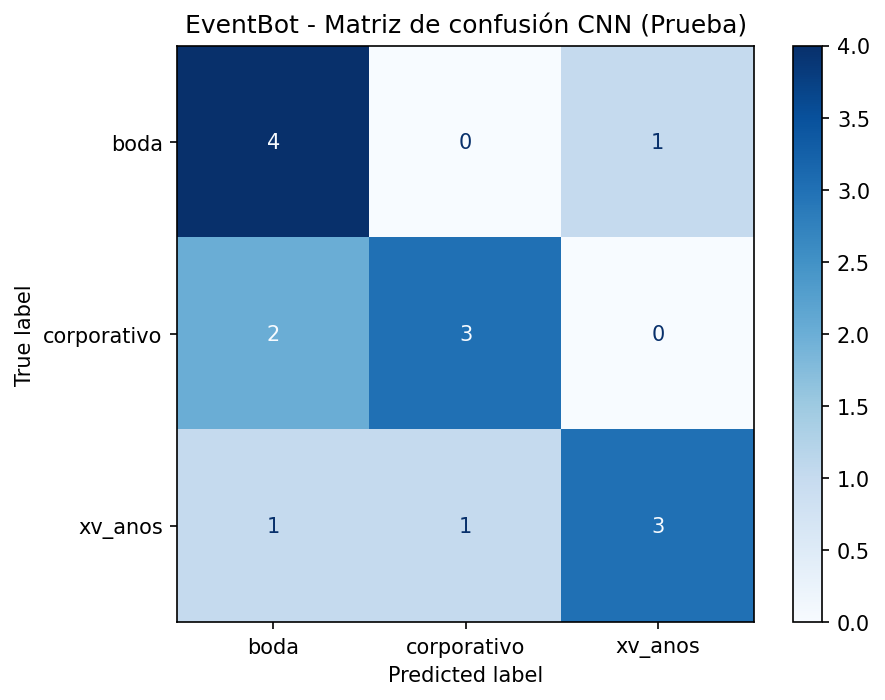 EventBot - Matriz de confusión CNN (Prueba)
4.0
3.5
3.0
2.5
2.0
1.5
1.0
0.5
0.0
True label
boda
4 0 1
corporativo
2 3 0
xv_anos
1 1 3
boda corporativo xv_anos
Predicted label